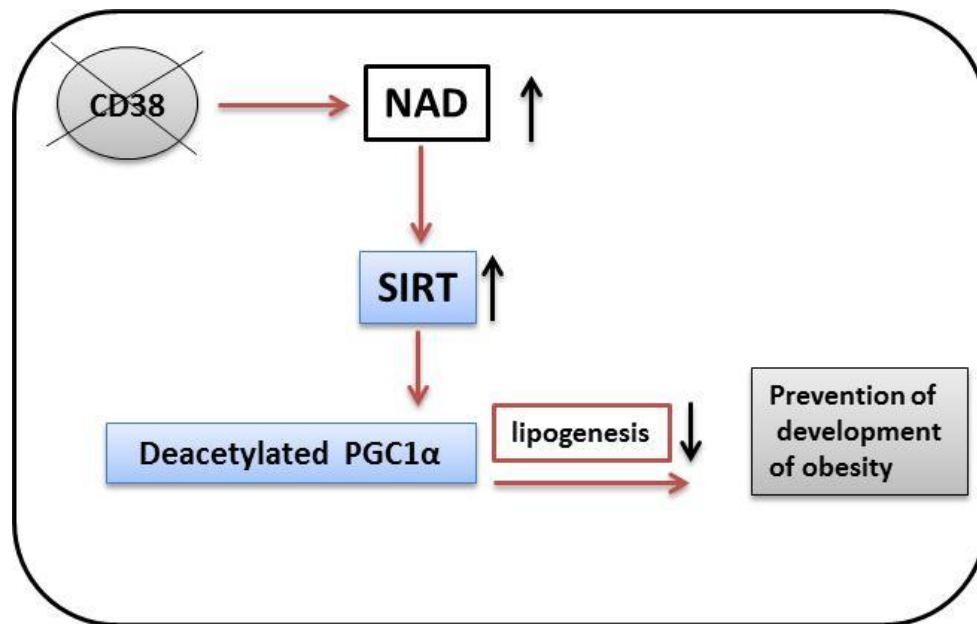 CD38
NAD
SIRT
Deacetylated PGC1α
lipogenesis
Prevention of
development
of obesity